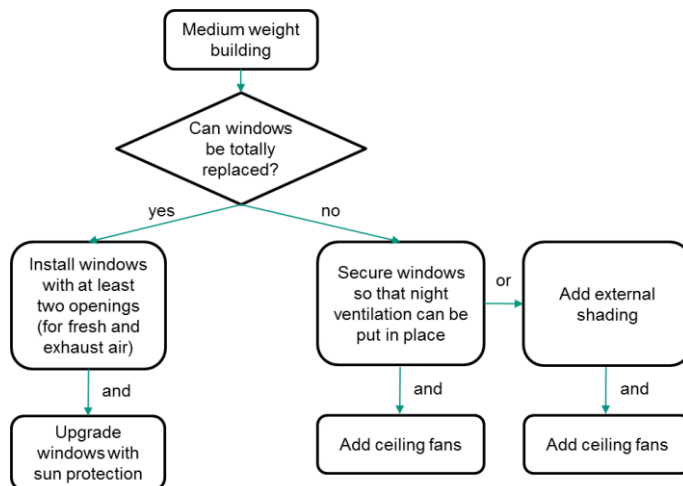 Medium weight
building
Can windows
be totally
replaced?
yes
no
Install windows
with at least
two openings
(for fresh and
exhaust air)
Secure windows
so that night
ventilation can be
put in place
or
Add external
shading
and
and
and
Upgrade
windows with
sun protection
Add ceiling fans
Add ceiling fans